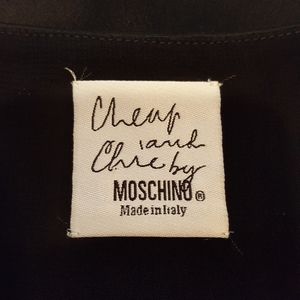 Cheap
and
Chic by
MOSCHINO®
Made in Italy